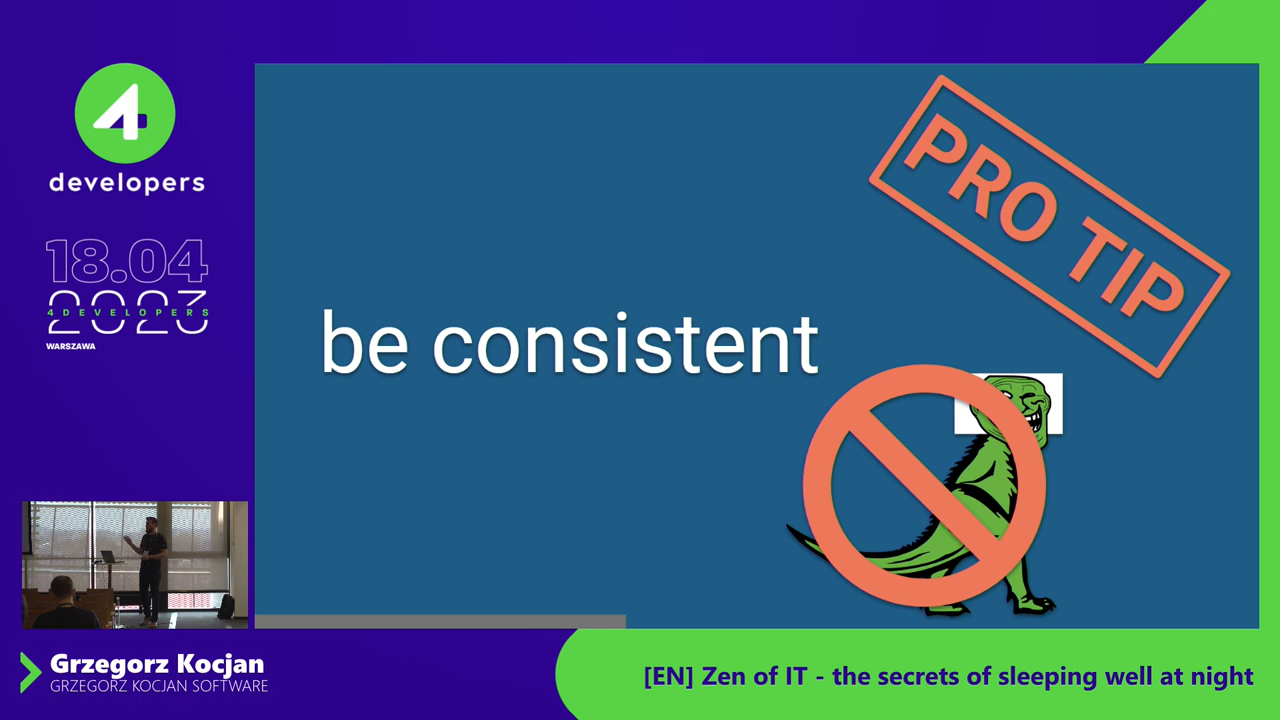 4
developers
18.04
2023
4DEVELOPERS
WARSZAWA
PRO TIP
be consistent
Grzegorz Kocjan
GRZEGORZ KOCJAN SOFTWARE
[EN] Zen of IT - the secrets of sleeping well at night